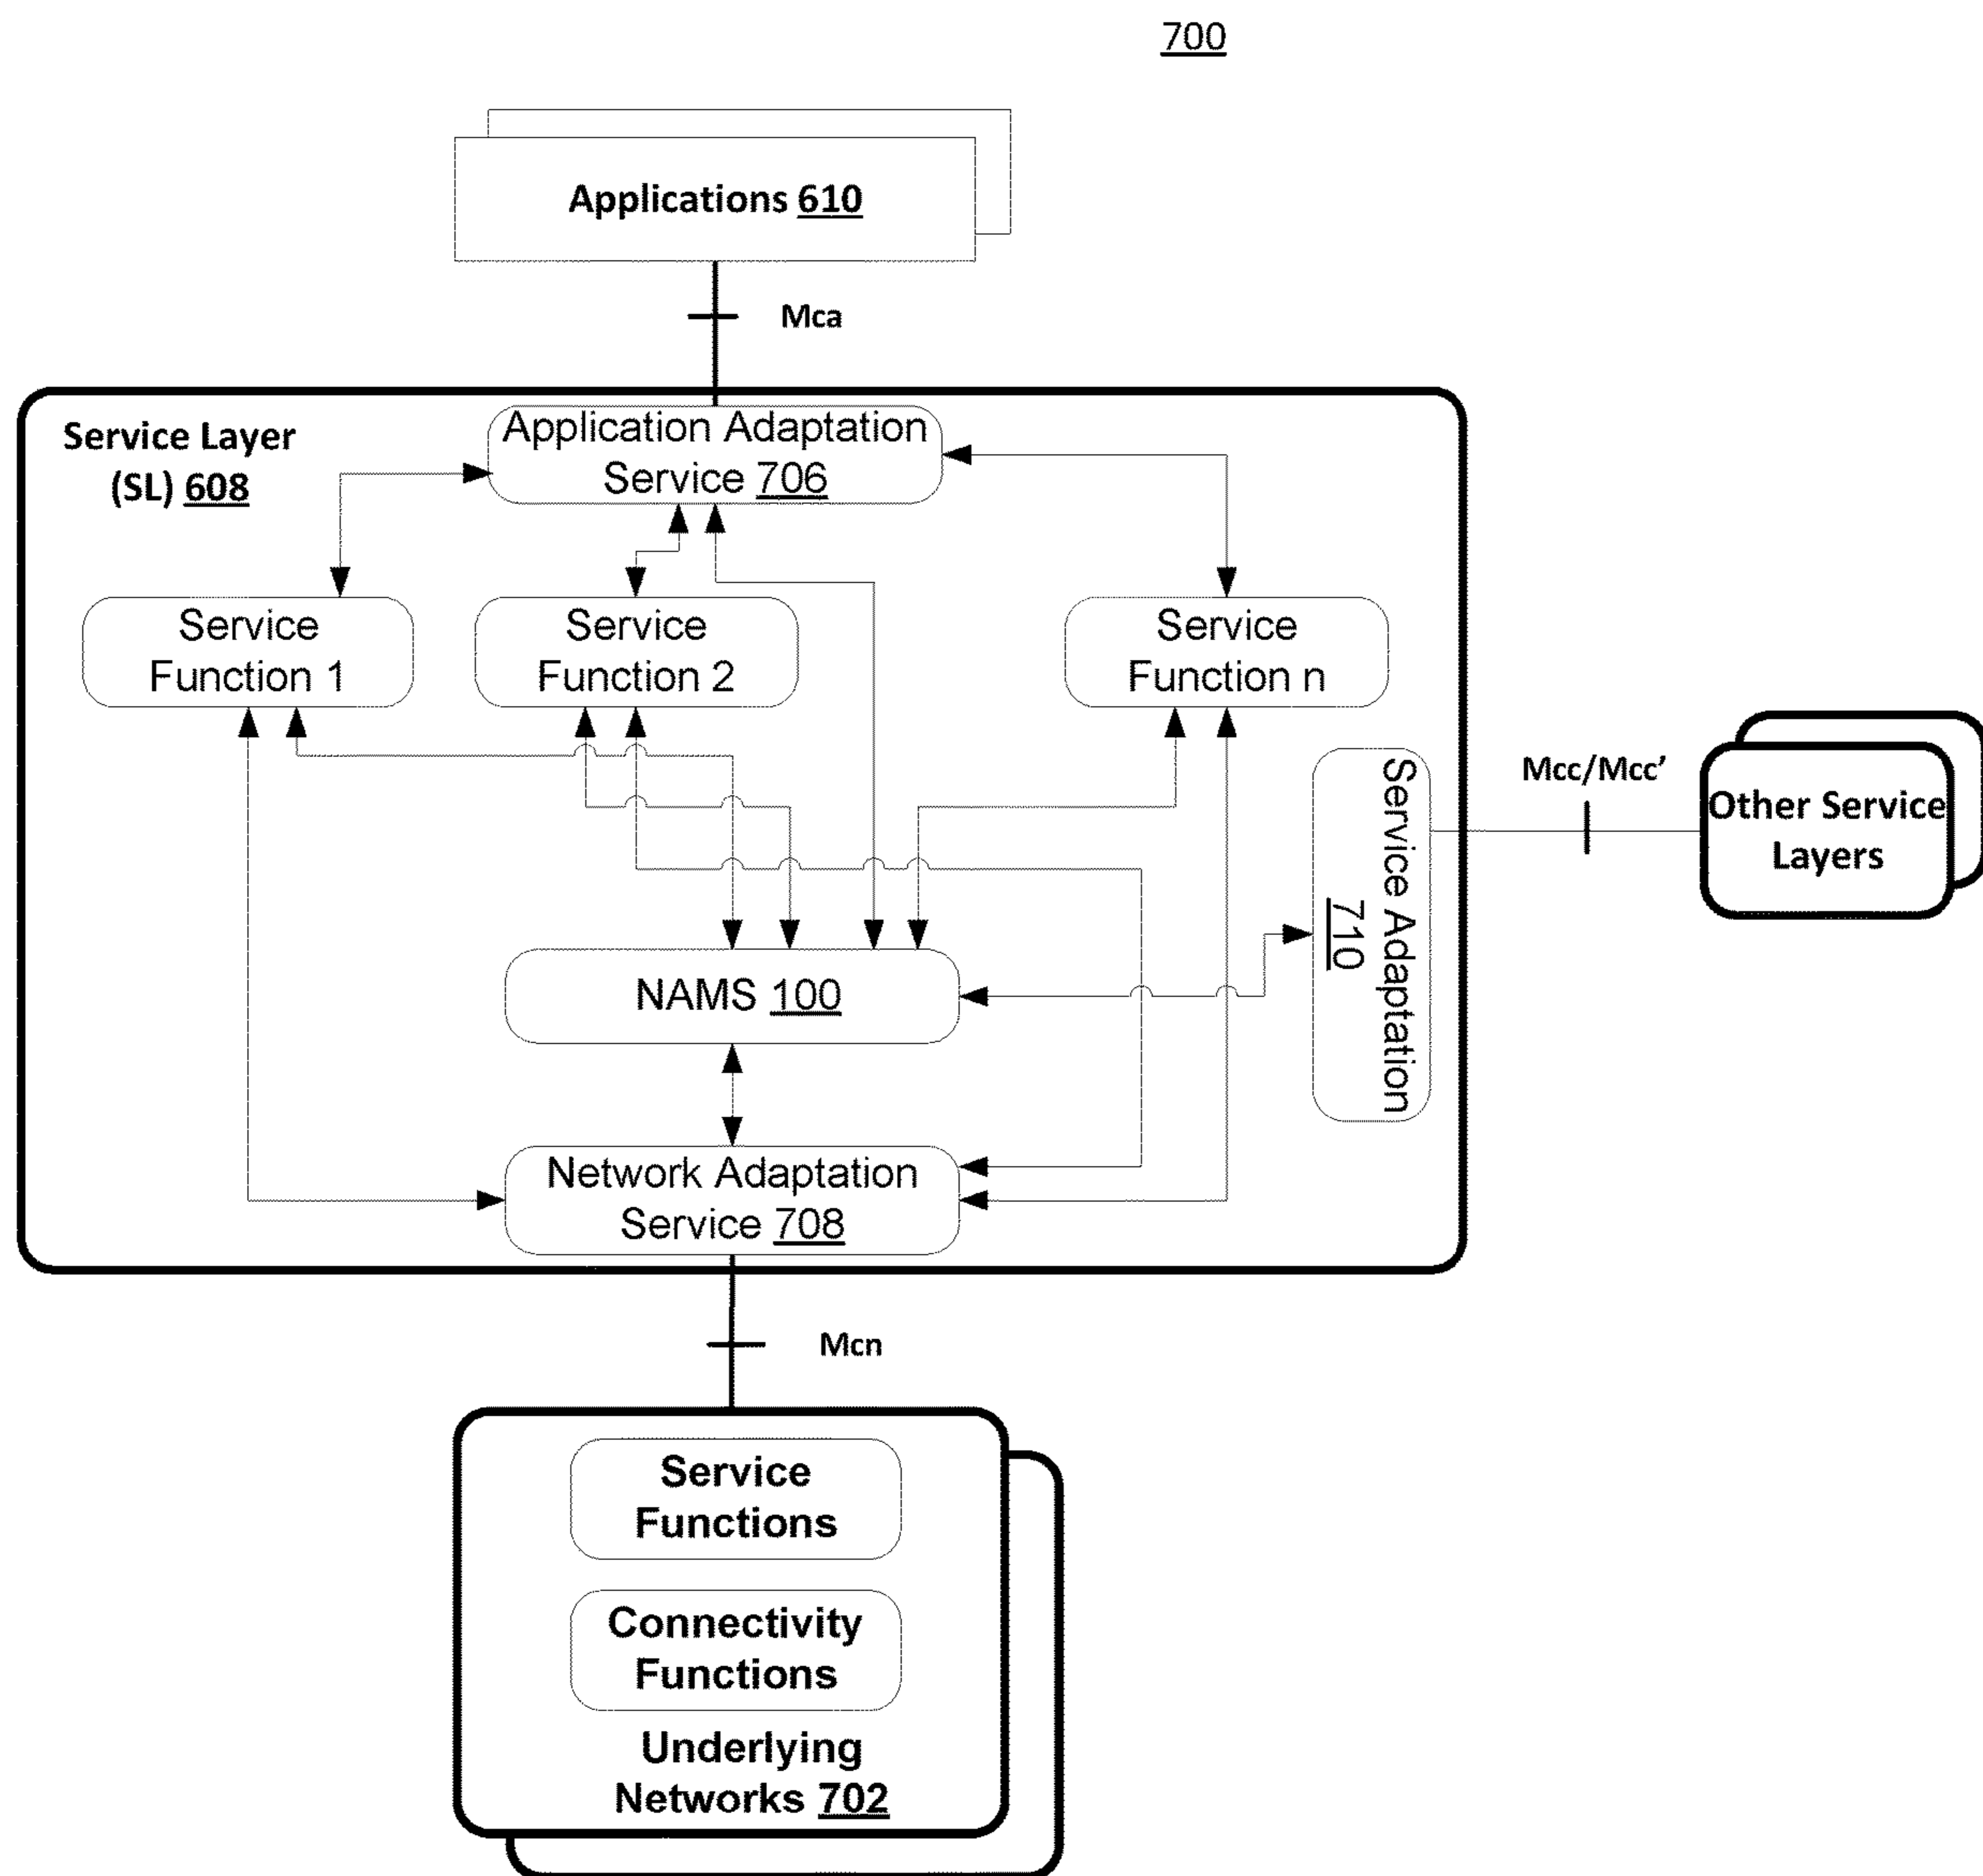 700
Applications 610
Mca
Service Layer
(SL) 608
Application Adaptation
Service 706
Service
Function 1
Service
Function 2
Service
Function n
Service Adaptation
710
Mcc/Mcc’
Other Service
Layers
NAMS 100
Network Adaptation
Service 708
Mcn
Service
Functions
Connectivity
Functions
Underlying
Networks 702